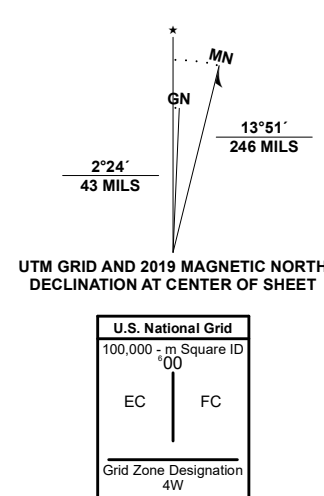 ★
MN
GN
13°51´
246 MILS
2°24´
43 MILS
UTM GRID AND 2019 MAGNETIC NORTH
DECLINATION AT CENTER OF SHEET
U.S. National Grid
100,000 - m Square ID
⁶00
EC FC
Grid Zone Designation
4W